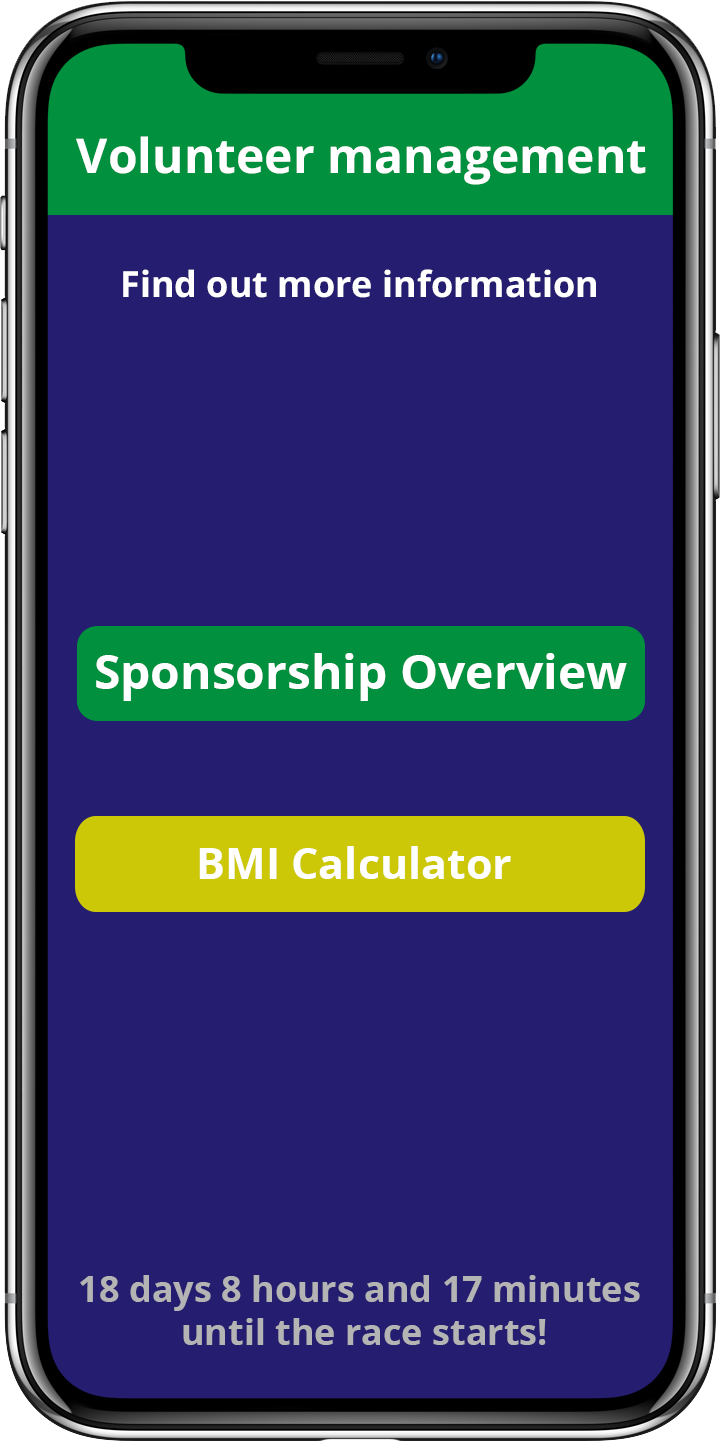 Volunteer management
Find out more information
Sponsorship Overview
BMI Calculator
18 days 8 hours and 17 minutes
until the race starts!